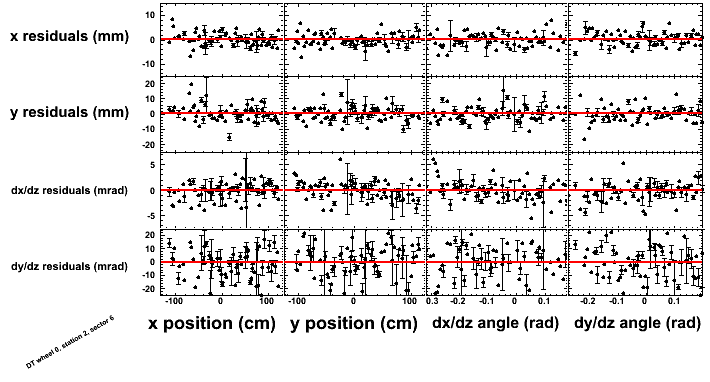 x residuals (mm)
10
0
-10
y residuals (mm)
20
10
0
-10
-20
dx/dz residuals (mrad)
5
0
-5
dy/dz residuals (mrad)
20
10
0
-10
-20
-100 0 100 -100 0 100 0.3 -0.2 -0.1 0 0.1 -0.2 -0.1 0 0.1
x position (cm) y position (cm) dx/dz angle (rad) dy/dz angle (rad)
DT wheel 0, station 2, sector 6